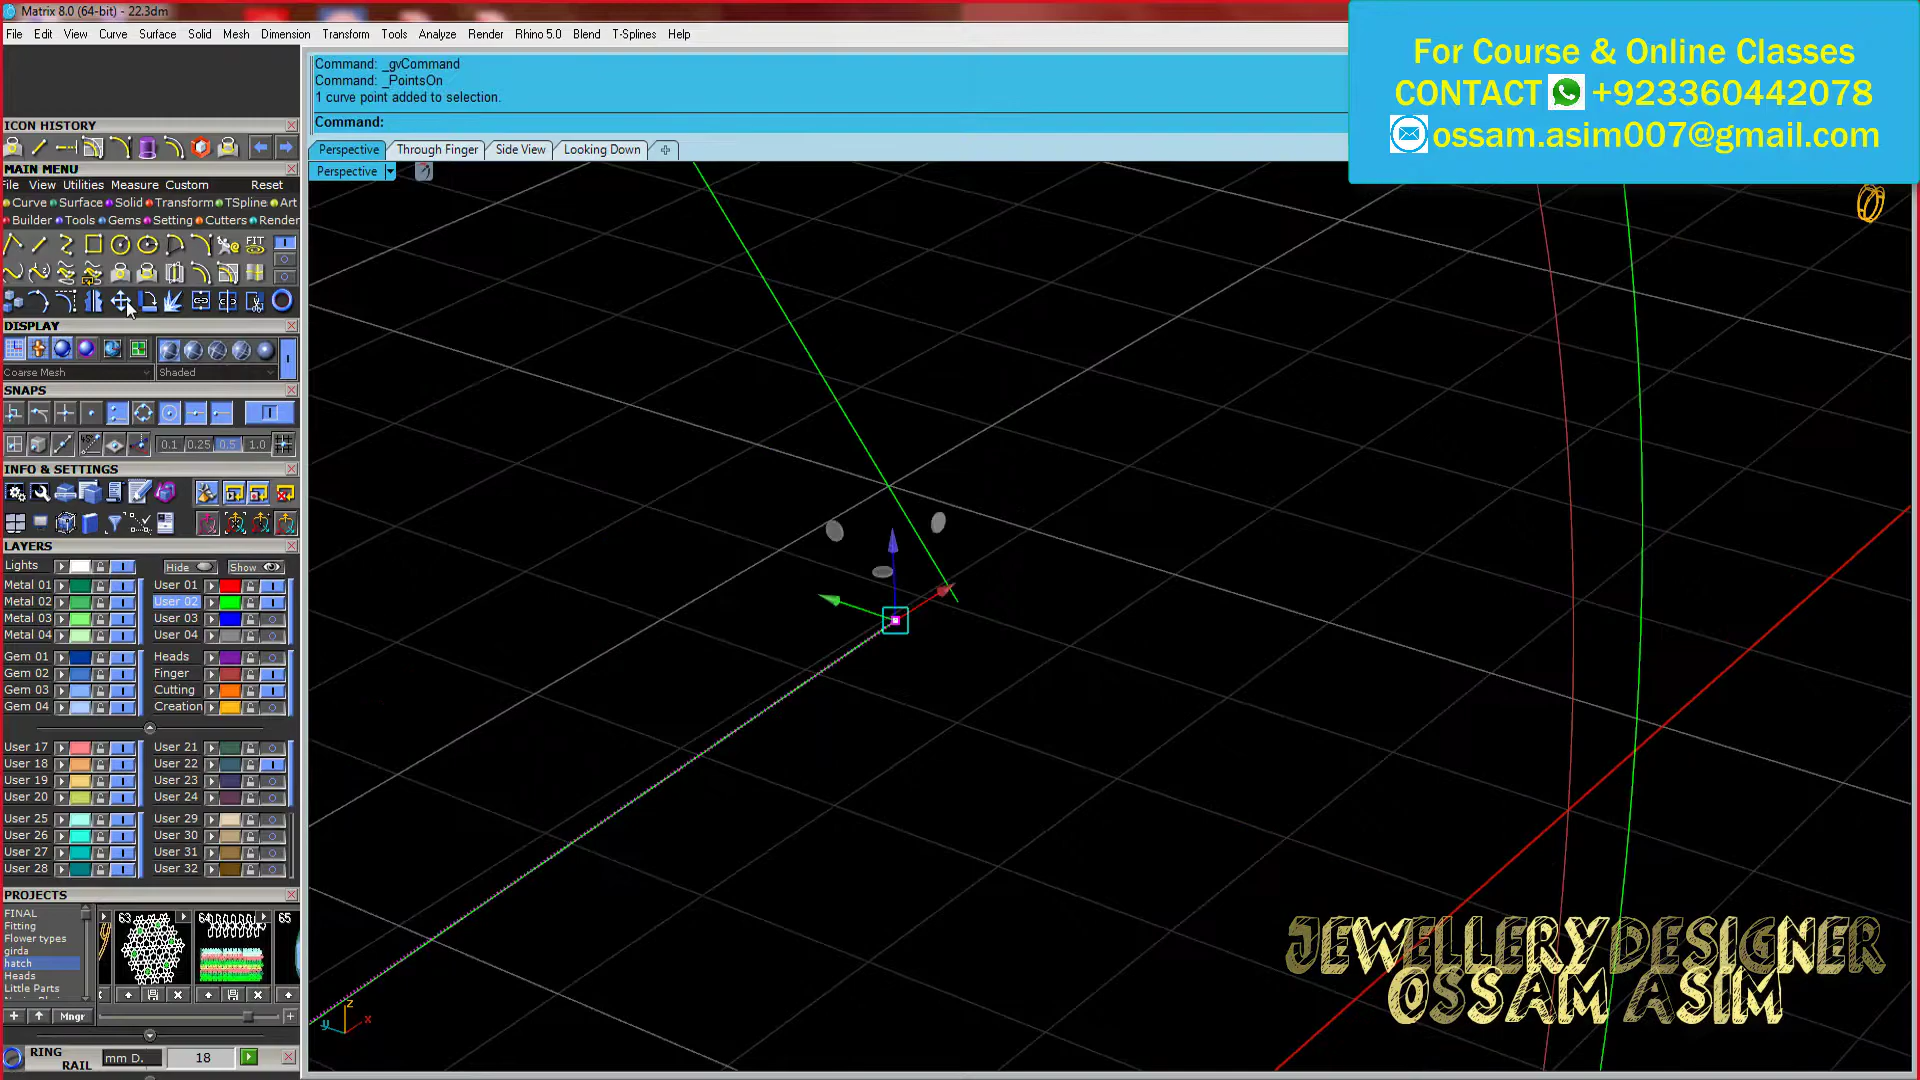 Matrix 8.0 (64-bit) - 22.3dm
File Edit View Curve Surface Solid Mesh Dimension Transform Tools Analyze Render Rhino 5.0 Blend T-Splines Help
For Course & Online Classes
CONTACT +923360442078
ossam.asim007@gmail.com
Command: _gvCommand
Command: _PointsOn
1 curve point added to selection.
Command:
Perspective Through Finger Side View Looking Down
Perspective
ICON HISTORY
MAIN MENU
File View Utilities Measure Custom Reset
Curve Surface Solid Transform TSpline Art
Builder Tools Gems Setting Cutters Render
FIT
DISPLAY
Coarse Mesh Shaded
SNAPS
0.1 0.25 0.5 1.0
INFO & SETTINGS
LAYERS
Lights Hide Show
Metal 01 User 01
Metal 02 User 02
Metal 03 User 03
Metal 04 User 04
Gem 01 Heads
Gem 02 Finger
Gem 03 Cutting
Gem 04 Creation
User 17 User 21
User 18 User 22
User 19 User 23
User 20 User 24
User 25 User 29
User 26 User 30
User 27 User 31
User 28 User 32
PROJECTS
FINAL
Fitting
Flower types
girda
hatch
Heads
Little Parts
63 64 65
Mngr
RING RAIL mm D. 18
z
y x
JEWELLERY DESIGNER
OSSAM ASIM